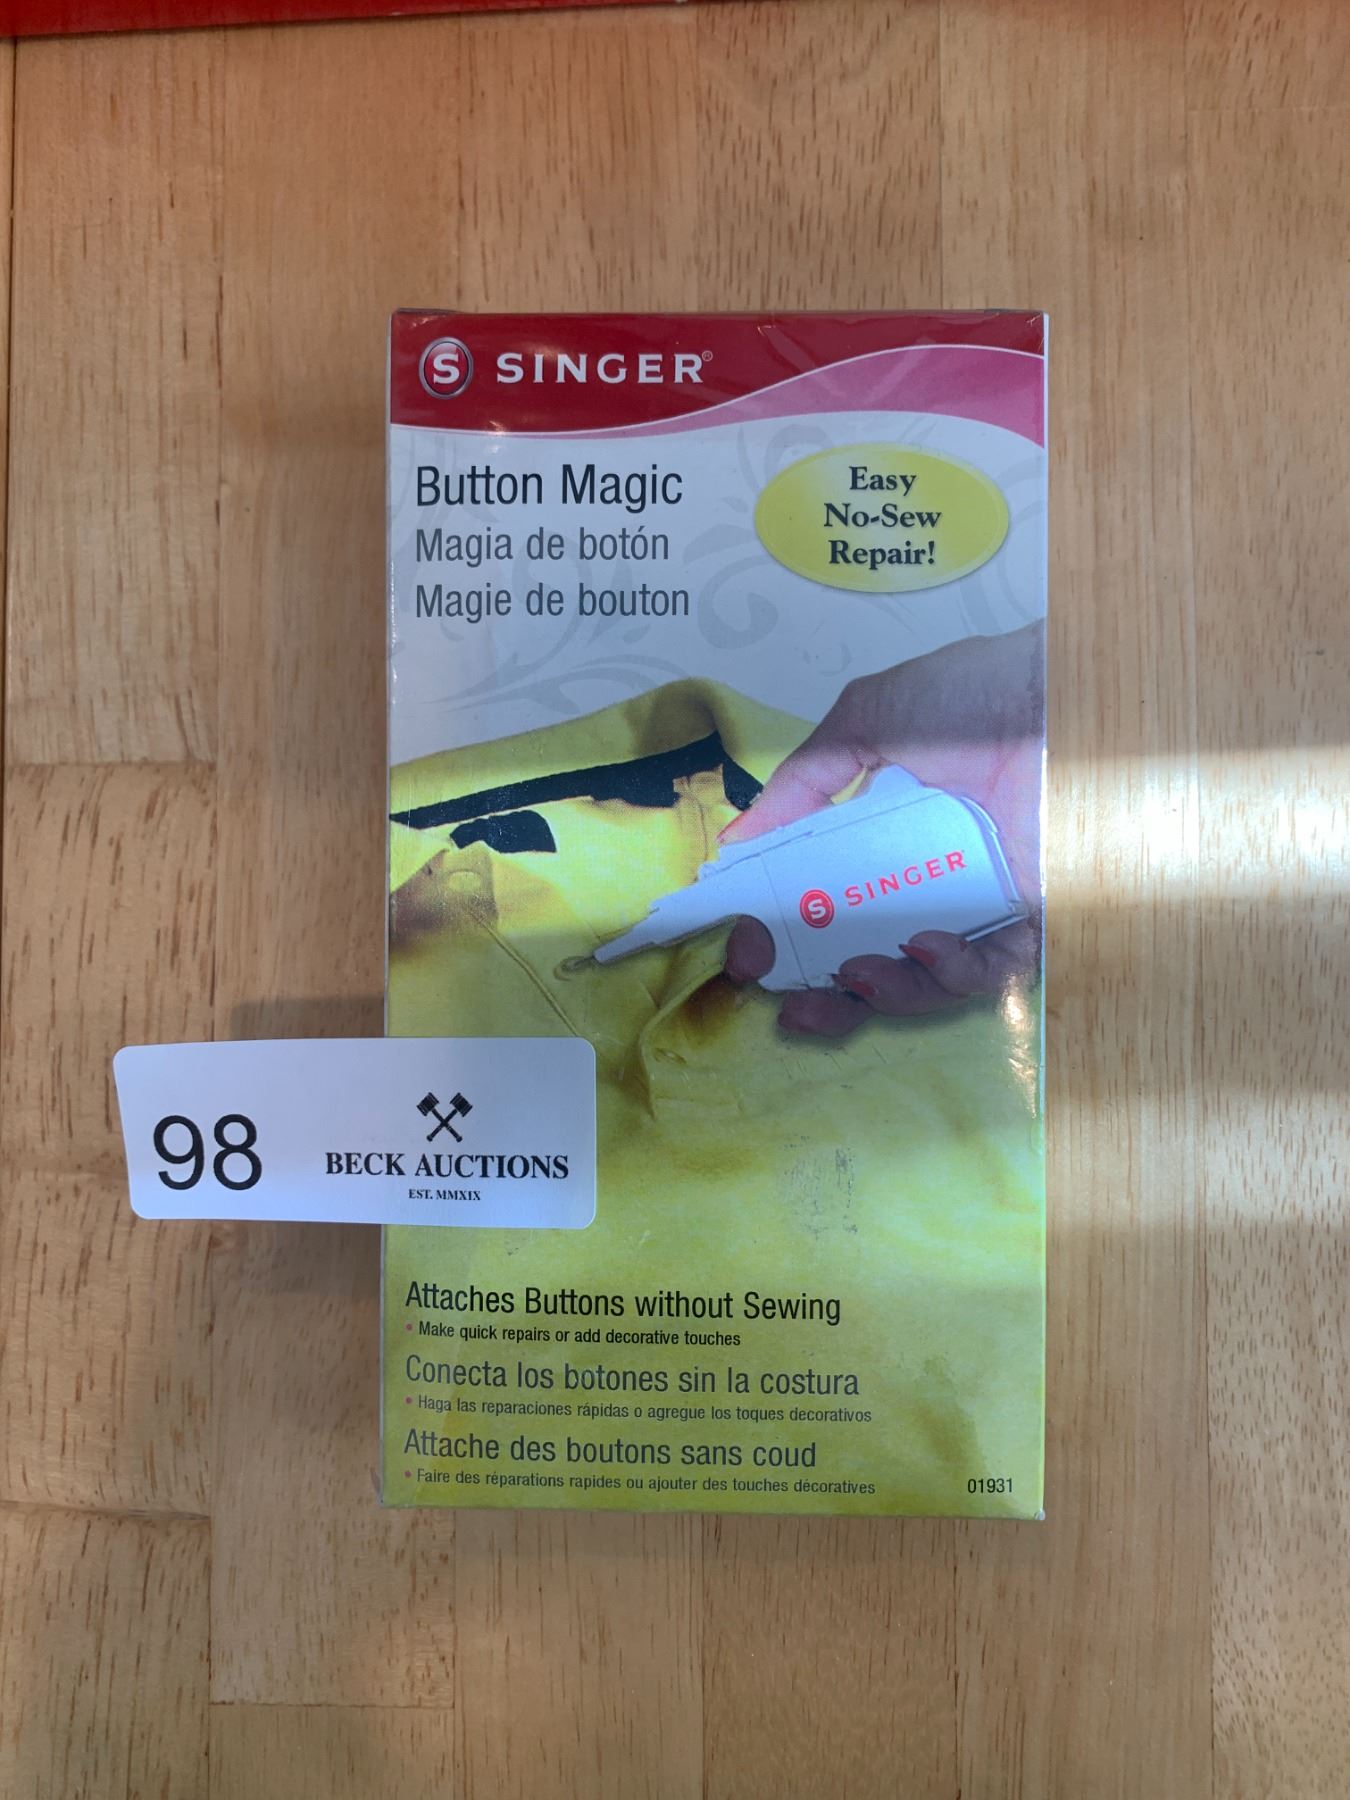 S SINGER®
Button Magic
Magia de botón
Magie de bouton
Easy
No-Sew
Repair!
S SINGER
98
BECK AUCTIONS
EST. MMXIX
Attaches Buttons without Sewing
• Make quick repairs or add decorative touches
Conecta los botones sin la costura
• Haga las reparaciones rápidas o agregue los toques decorativos
Attache des boutons sans coud
• Faire des réparations rapides ou ajouter des touches décoratives
01931